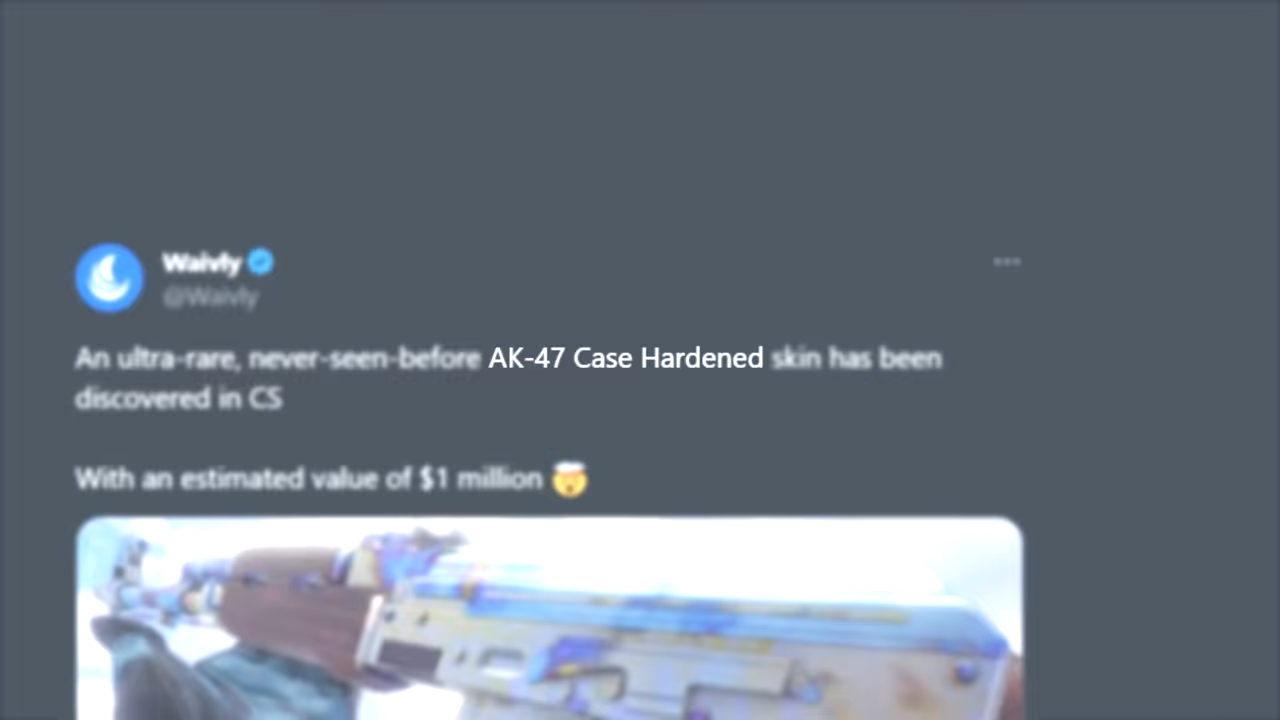 Waivly
@Waivly
An ultra-rare, never-seen-before AK-47 Case Hardened skin has been
discovered in CS
With an estimated value of $1 million 🤯